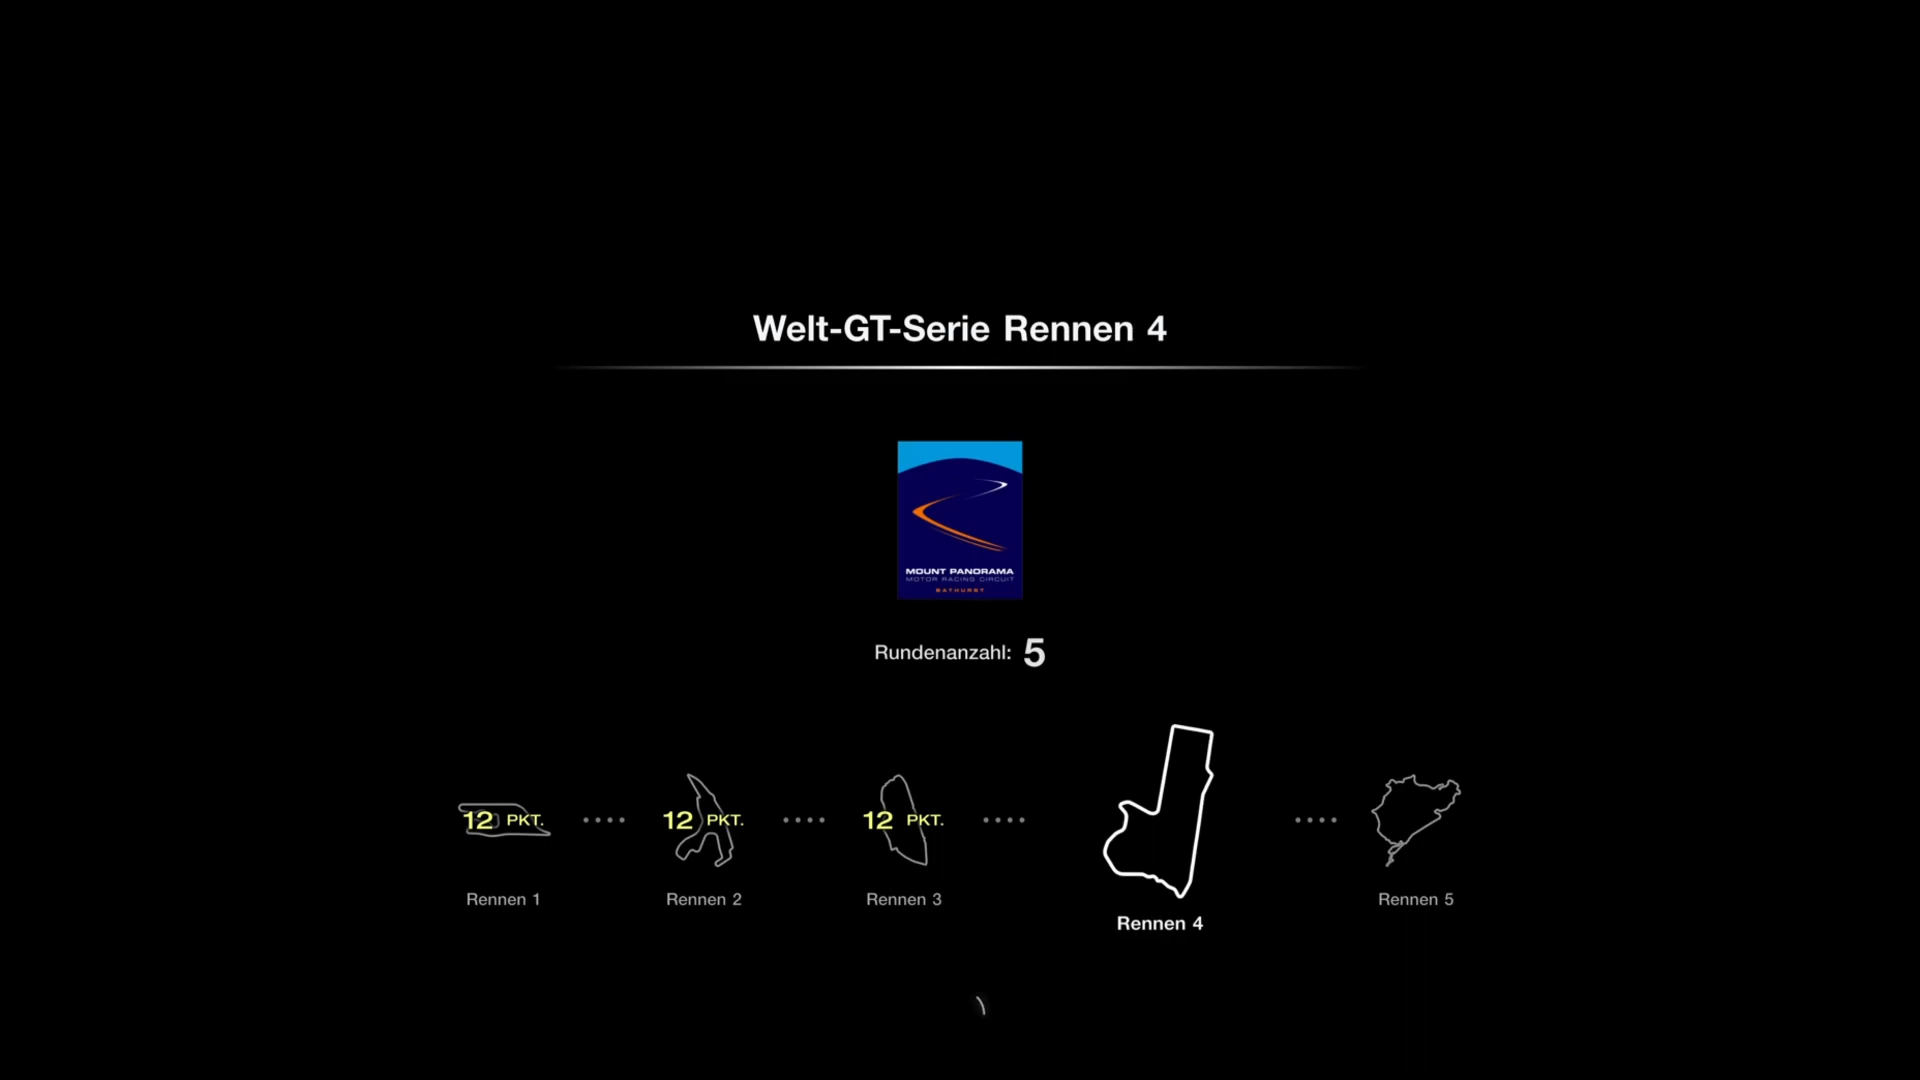 Welt-GT-Serie Rennen 4
MOUNT PANORAMA
MOTOR RACING CIRCUIT
BATHURST
Rundenanzahl: 5
12 PKT. 12 PKT. 12 PKT.
Rennen 1 Rennen 2 Rennen 3 Rennen 4 Rennen 5